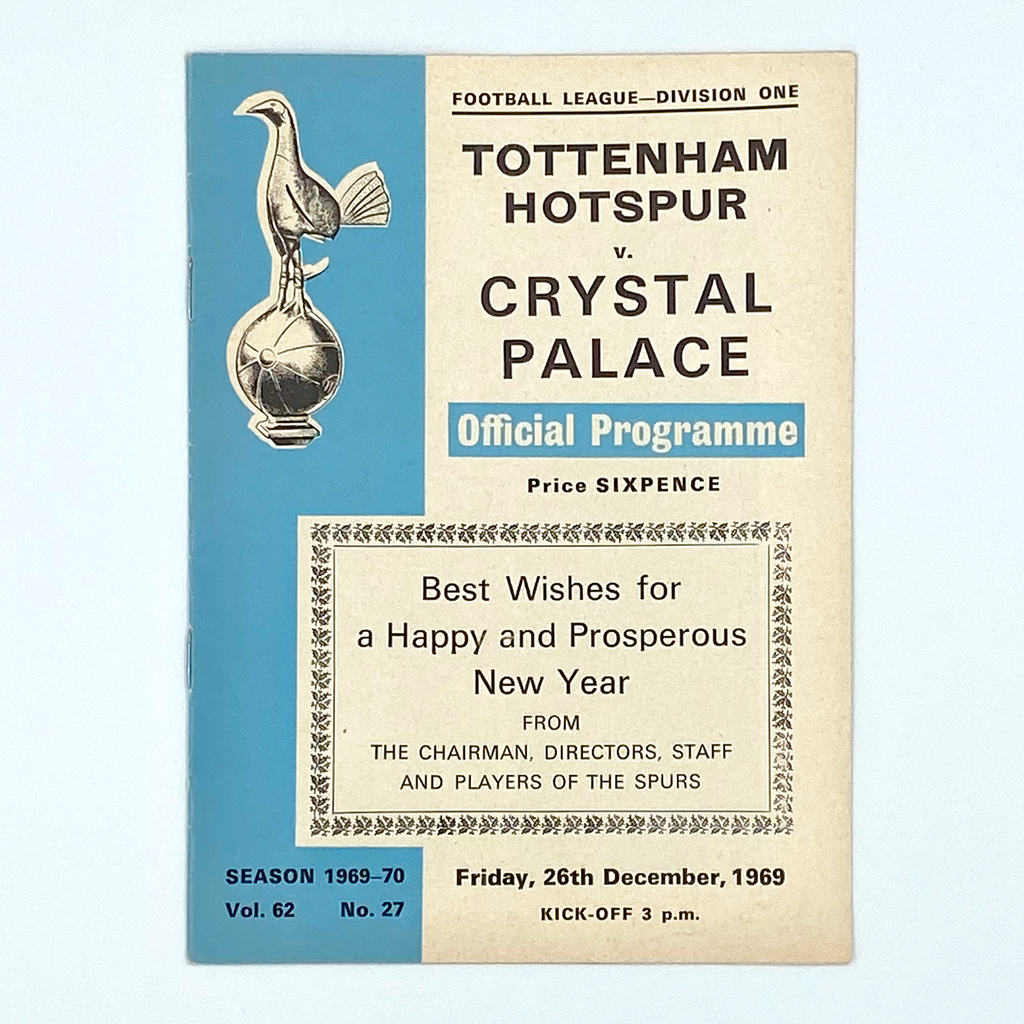 FOOTBALL LEAGUE—DIVISION ONE
TOTTENHAM
HOTSPUR
v.
CRYSTAL
PALACE
Official Programme
Price SIXPENCE
Best Wishes for
a Happy and Prosperous
New Year
FROM
THE CHAIRMAN, DIRECTORS, STAFF
AND PLAYERS OF THE SPURS
SEASON 1969–70
Vol. 62 No. 27
Friday, 26th December, 1969
KICK-OFF 3 p.m.